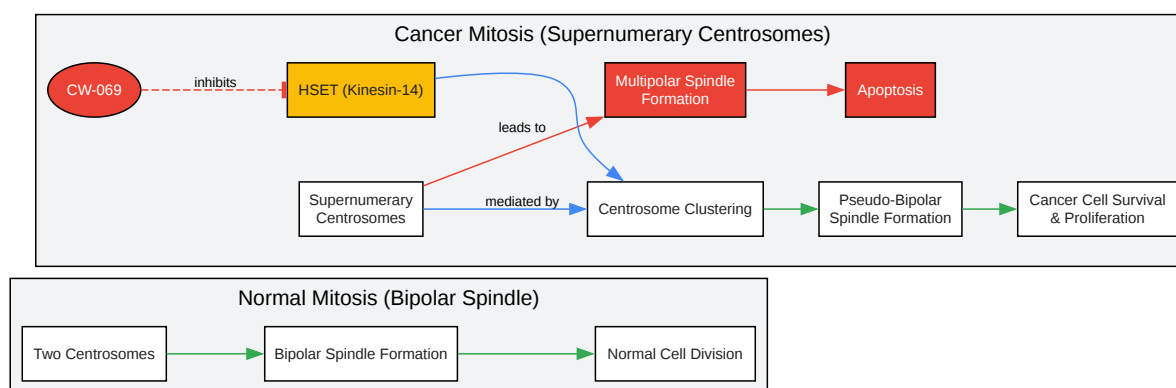 Cancer Mitosis (Supernumerary Centrosomes)
CW-069
inhibits
HSET (Kinesin-14)
Multipolar Spindle
Formation
Apoptosis
leads to
Supernumerary
Centrosomes
mediated by
Centrosome Clustering
Pseudo-Bipolar
Spindle Formation
Cancer Cell Survival
& Proliferation
Normal Mitosis (Bipolar Spindle)
Two Centrosomes
Bipolar Spindle Formation
Normal Cell Division